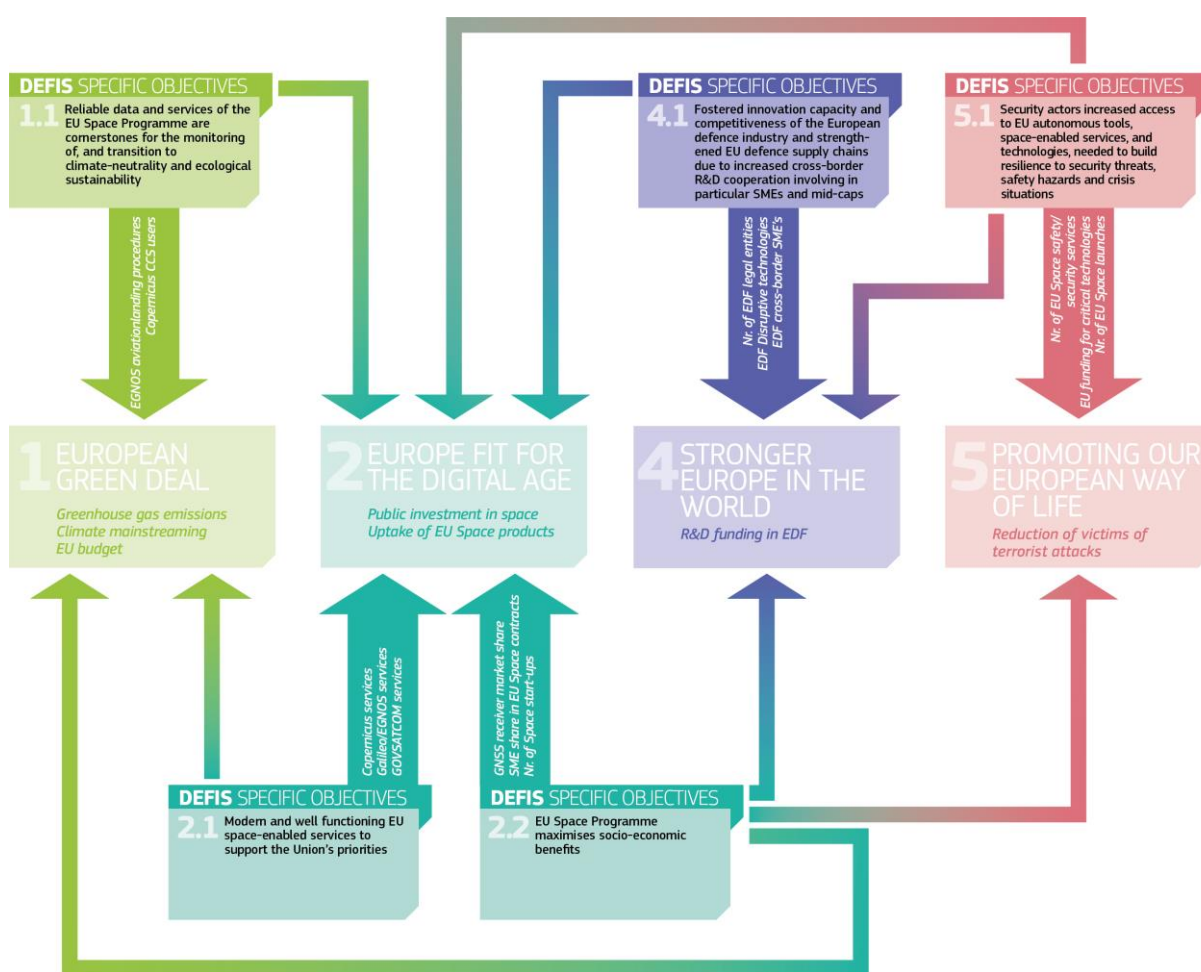 DEFIS SPECIFIC OBJECTIVES
1.1 Reliable data and services of the
EU Space Programme are
cornerstones for the monitoring
of, and transition to
climate-neutrality and ecological
sustainability
DEFIS SPECIFIC OBJECTIVES
4.1 Fostered innovation capacity and
competitiveness of the European
defence industry and strength-
ened EU defence supply chains
due to increased cross-border
R&D cooperation involving in
particular SMEs and mid-caps
DEFIS SPECIFIC OBJECTIVES
5.1 Security actors increased access
to EU autonomous tools,
space-enabled services, and
technologies, needed to build
resilience to security threats,
safety hazards and crisis
situations
EGNOS aviationlanding procedures
Copernicus CCS users
Nr. of EDF legal entities
EDF Disruptive technologies
EDF cross-border SME's
Nr. of EU Space safety/
security services
EU funding for critical technologies
Nr. of EU Space launches
1 EUROPEAN
GREEN DEAL
Greenhouse gas emissions
Climate mainstreaming
EU budget
2 EUROPE FIT FOR
THE DIGITAL AGE
Public investment in space
Uptake of EU Space products
4 STRONGER
EUROPE IN THE
WORLD
R&D funding in EDF
5 PROMOTING OUR
EUROPEAN WAY
OF LIFE
Reduction of victims of
terrorist attacks
Copernicus services
Galileo/EGNOS services
GOVSATCOM services
GNSS receiver market share
SME share in EU Space contracts
Nr. of Space start-ups
DEFIS SPECIFIC OBJECTIVES
2.1 Modern and well functioning EU
space-enabled services to
support the Union's priorities
DEFIS SPECIFIC OBJECTIVES
2.2 EU Space Programme
maximises socio-economic
benefits